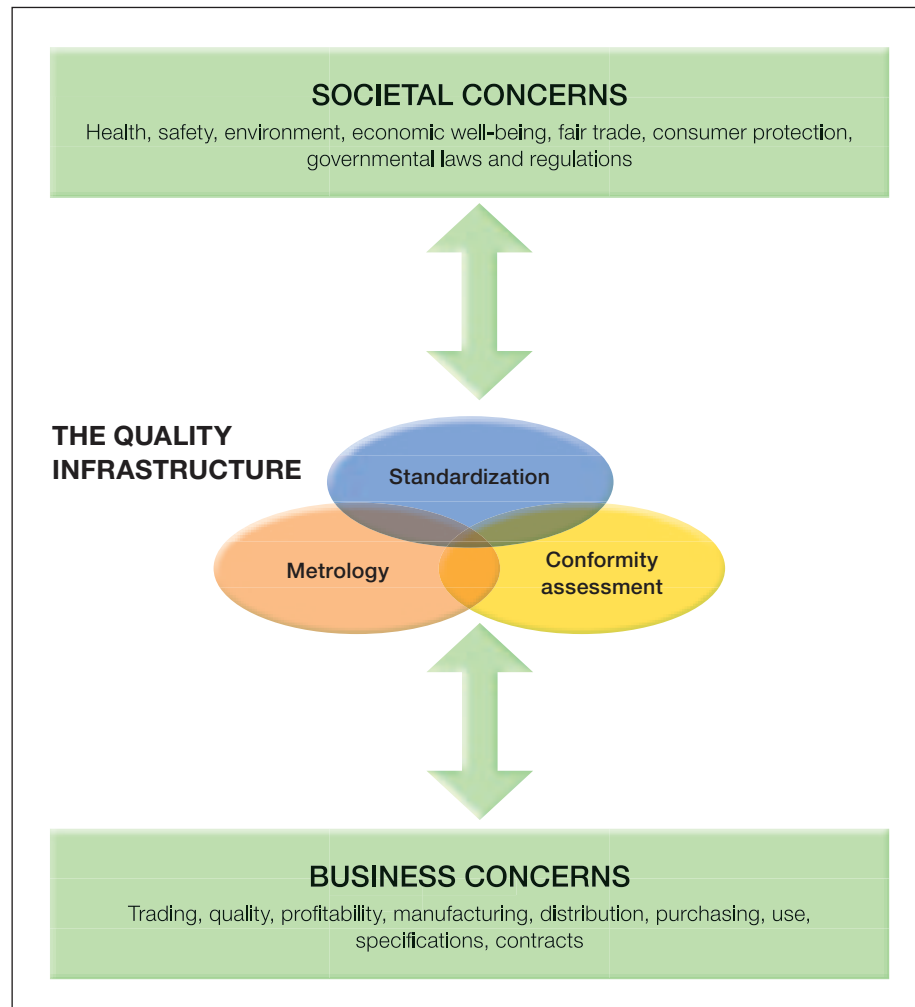 SOCIETAL CONCERNS
Health, safety, environment, economic well-being, fair trade, consumer protection,
governmental laws and regulations
THE QUALITY
INFRASTRUCTURE
Standardization
Metrology
Conformity
assessment
BUSINESS CONCERNS
Trading, quality, profitability, manufacturing, distribution, purchasing, use,
specifications, contracts